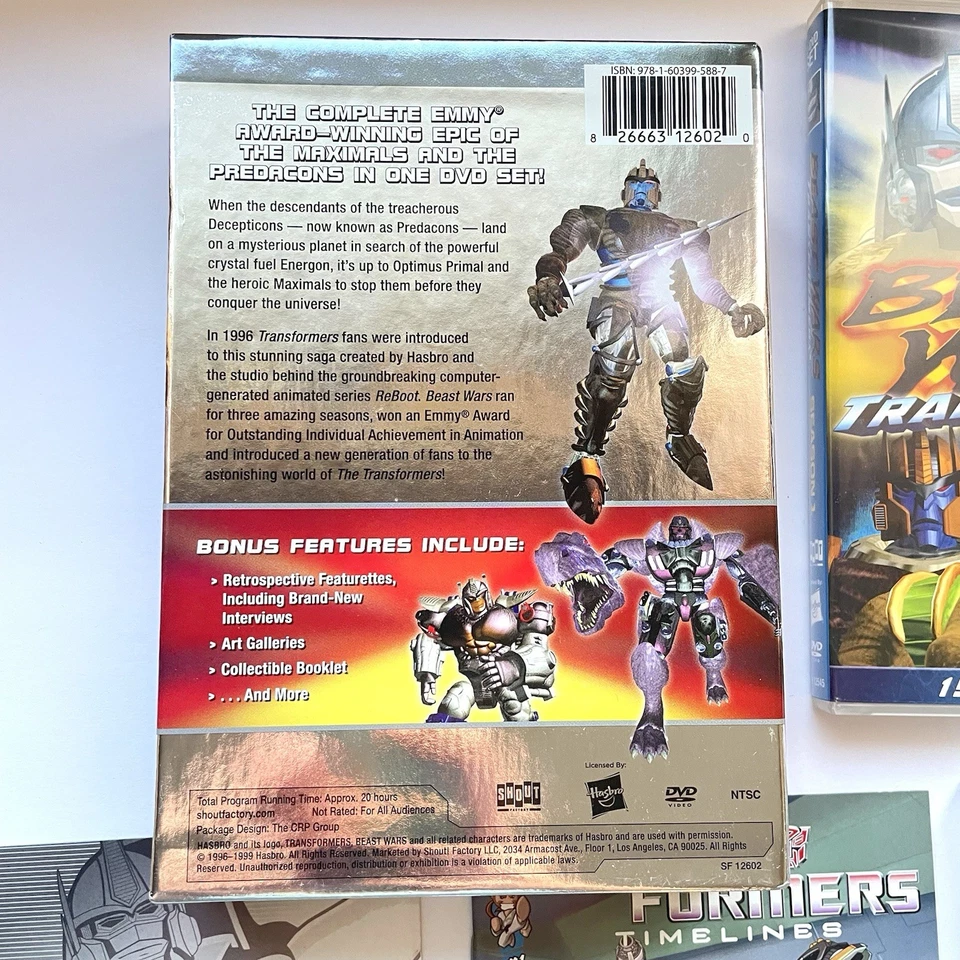 ISBN: 978-1-60399-588-7
8 26663 12602 0
THE COMPLETE EMMY®
AWARD–WINNING EPIC OF
THE MAXIMALS AND THE
PREDACONS IN ONE DVD SET!
When the descendants of the treacherous
Decepticons — now known as Predacons — land
on a mysterious planet in search of the powerful
crystal fuel Energon, it's up to Optimus Primal and
the heroic Maximals to stop them before they
conquer the universe!
In 1996 Transformers fans were introduced
to this stunning saga created by Hasbro and
the studio behind the groundbreaking computer-
generated animated series ReBoot. Beast Wars ran
for three amazing seasons, won an Emmy® Award
for Outstanding Individual Achievement in Animation
and introduced a new generation of fans to the
astonishing world of The Transformers!
BONUS FEATURES INCLUDE:
> Retrospective Featurettes,
Including Brand-New
Interviews
> Art Galleries
> Collectible Booklet
> . . . And More
Total Program Running Time: Approx. 20 hours
shoutfactory.com Not Rated: For All Audiences
Package Design: The CRP Group
SHOUT
FACTORY
Licensed By:
Hasbro
DVD
VIDEO
NTSC
HASBRO and its logo, TRANSFORMERS, BEAST WARS and all related characters are trademarks of Hasbro and are used with permission.
© 1996–1999 Hasbro. All Rights Reserved. Marketed by Shout! Factory LLC, 2034 Armacost Ave., Floor 1, Los Angeles, CA 90025. All Rights
Reserved. Unauthorized reproduction, distribution or exhibition is a violation of applicable laws.
SF 12602
FORMERS
TIMELINES